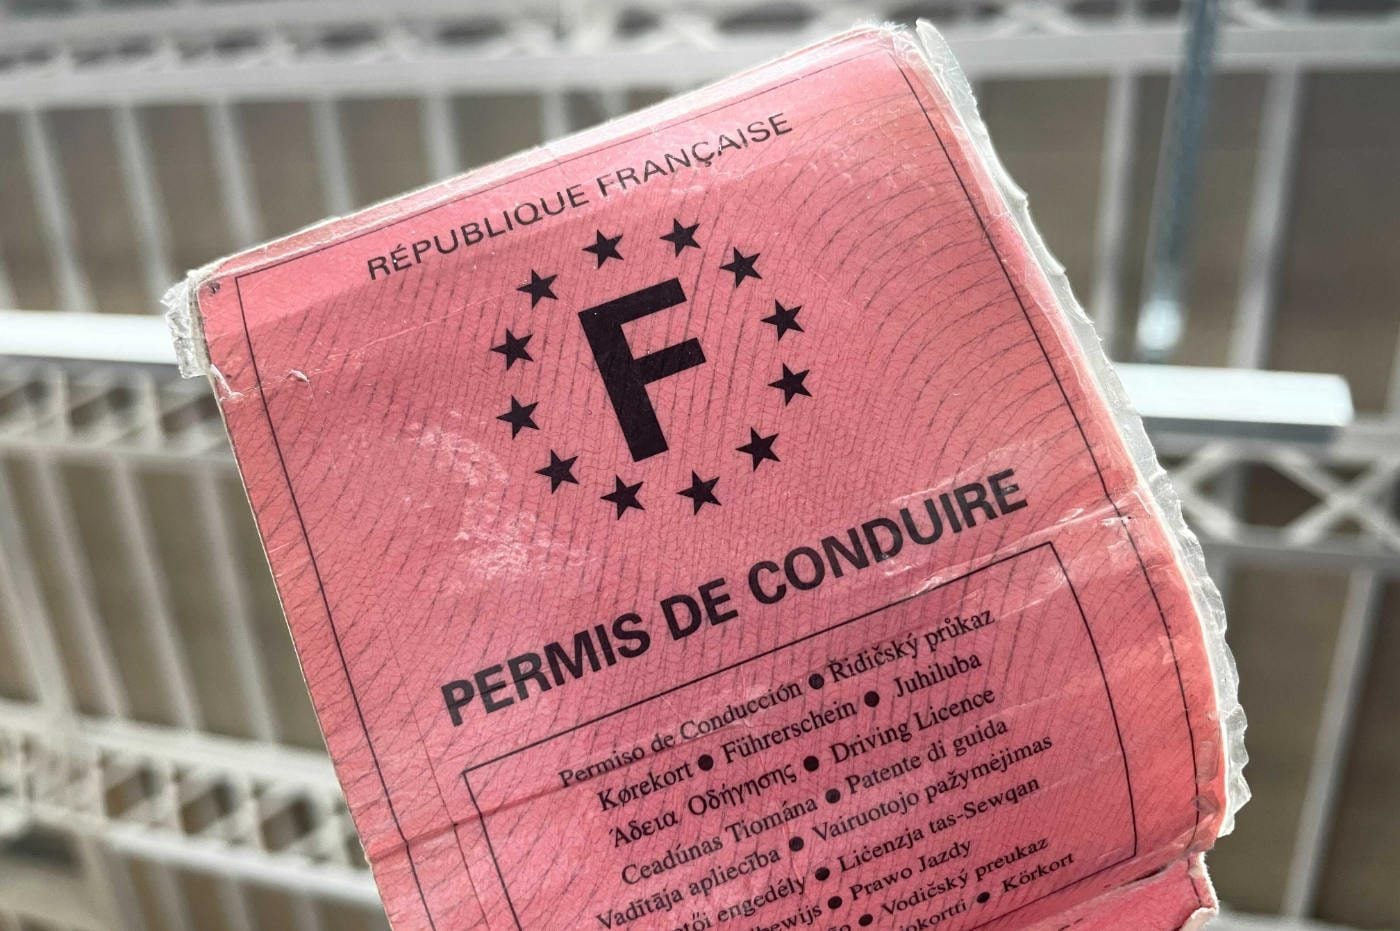 RÉPUBLIQUE FRANÇAISE
F
PERMIS DE CONDUIRE
Permiso de Conducción ● Ridičský průkaz
Kørekort ● Führerschein ● Juhiluba
Άδεια Οδήγησης ● Driving Licence
Ceadúnas Tiomána ● Patente di guida
Vadītāja apliecība ● Vairuotojo pažymėjimas
engedély ● Liċenzja tas-Sewqan
● Prawo Jazdy
● Vodičský preukaz
● Körkort